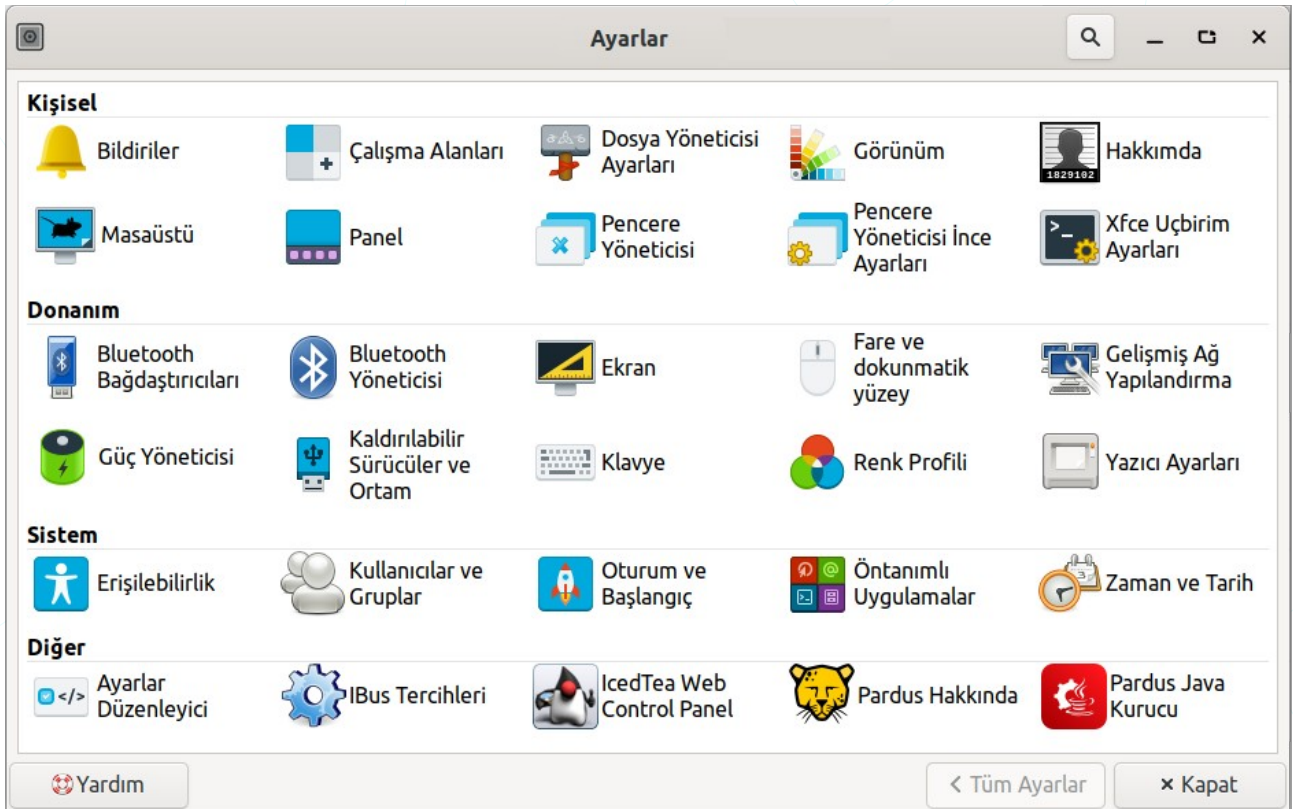 Ayarlar
Kişisel
Bildiriler
Çalışma Alanları
Dosya Yöneticisi
Ayarları
Görünüm
1829102
Hakkımda
Masaüstü
Panel
Pencere
Yöneticisi
Pencere
Yöneticisi İnce
Ayarları
>_
Xfce Uçbirim
Ayarları
Donanım
Bluetooth
Bağdaştırıcıları
Bluetooth
Yöneticisi
Ekran
Fare ve
dokunmatik
yüzey
Gelişmiş Ağ
Yapılandırma
Güç Yöneticisi
Kaldırılabilir
Sürücüler ve
Ortam
Klavye
Renk Profili
Yazıcı Ayarları
Sistem
Erişilebilirlik
Kullanıcılar ve
Gruplar
Oturum ve
Başlangıç
@
Öntanımlı
Uygulamalar
3
Zaman ve Tarih
Diğer
</>
Ayarlar
Düzenleyici
IBus Tercihleri
IcedTea Web
Control Panel
Pardus Hakkında
Pardus Java
Kurucu
Yardım
< Tüm Ayarlar
× Kapat